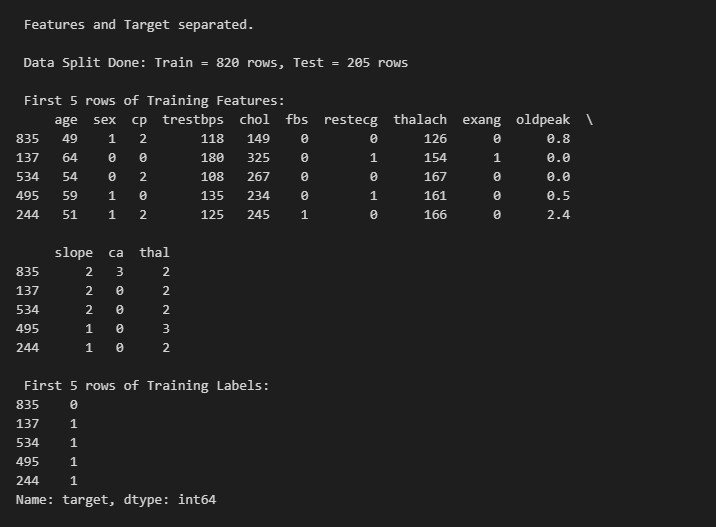 Features and Target separated.
Data Split Done: Train = 820 rows, Test = 205 rows
First 5 rows of Training Features:
     age  sex  cp  trestbps  chol  fbs  restecg  thalach  exang  oldpeak  \
835   49    1   2       118   149    0        0      126      0      0.8
137   64    0   0       180   325    0        1      154      1      0.0
534   54    0   2       108   267    0        0      167      0      0.0
495   59    1   0       135   234    0        1      161      0      0.5
244   51    1   2       125   245    1        0      166      0      2.4
     slope  ca  thal
835      2   3     2
137      2   0     2
534      2   0     2
495      1   0     3
244      1   0     2
First 5 rows of Training Labels:
835    0
137    1
534    1
495    1
244    1
Name: target, dtype: int64